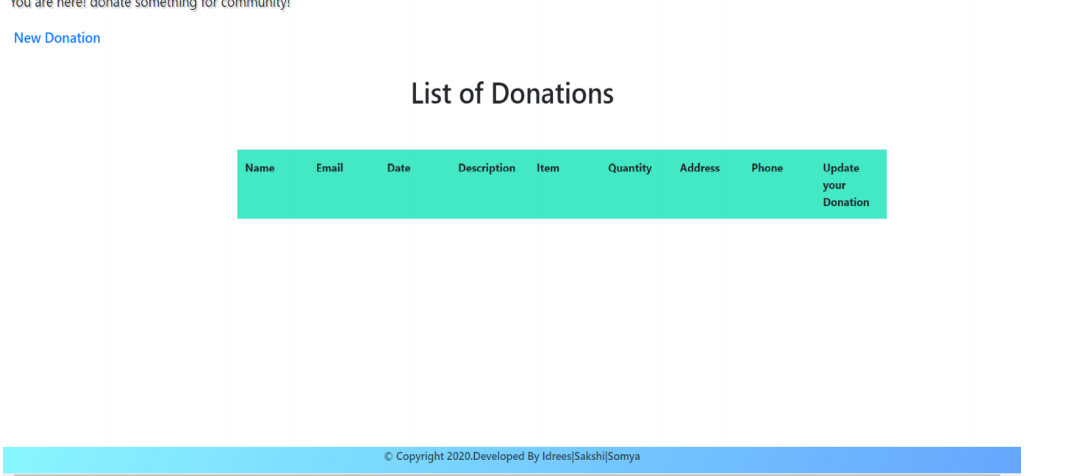 You are here! donate something for community!
New Donation
List of Donations
Name Email Date Description Item Quantity Address Phone Update your Donation
© Copyright 2020.Developed By Idrees|Sakshi|Somya